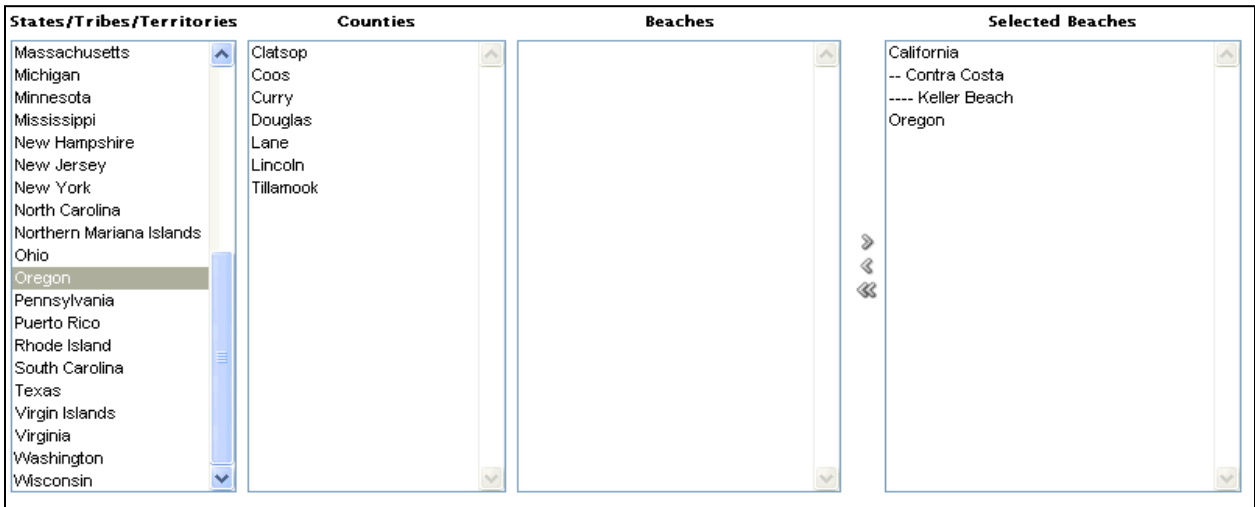 States/Tribes/Territories
Counties
Beaches
Selected Beaches
Massachusetts
Michigan
Minnesota
Mississippi
New Hampshire
New Jersey
New York
North Carolina
Northern Mariana Islands
Ohio
Oregon
Pennsylvania
Puerto Rico
Rhode Island
South Carolina
Texas
Virgin Islands
Virginia
Washington
Wisconsin
Clatsop
Coos
Curry
Douglas
Lane
Lincoln
Tillamook
California
-- Contra Costa
---- Keller Beach
Oregon